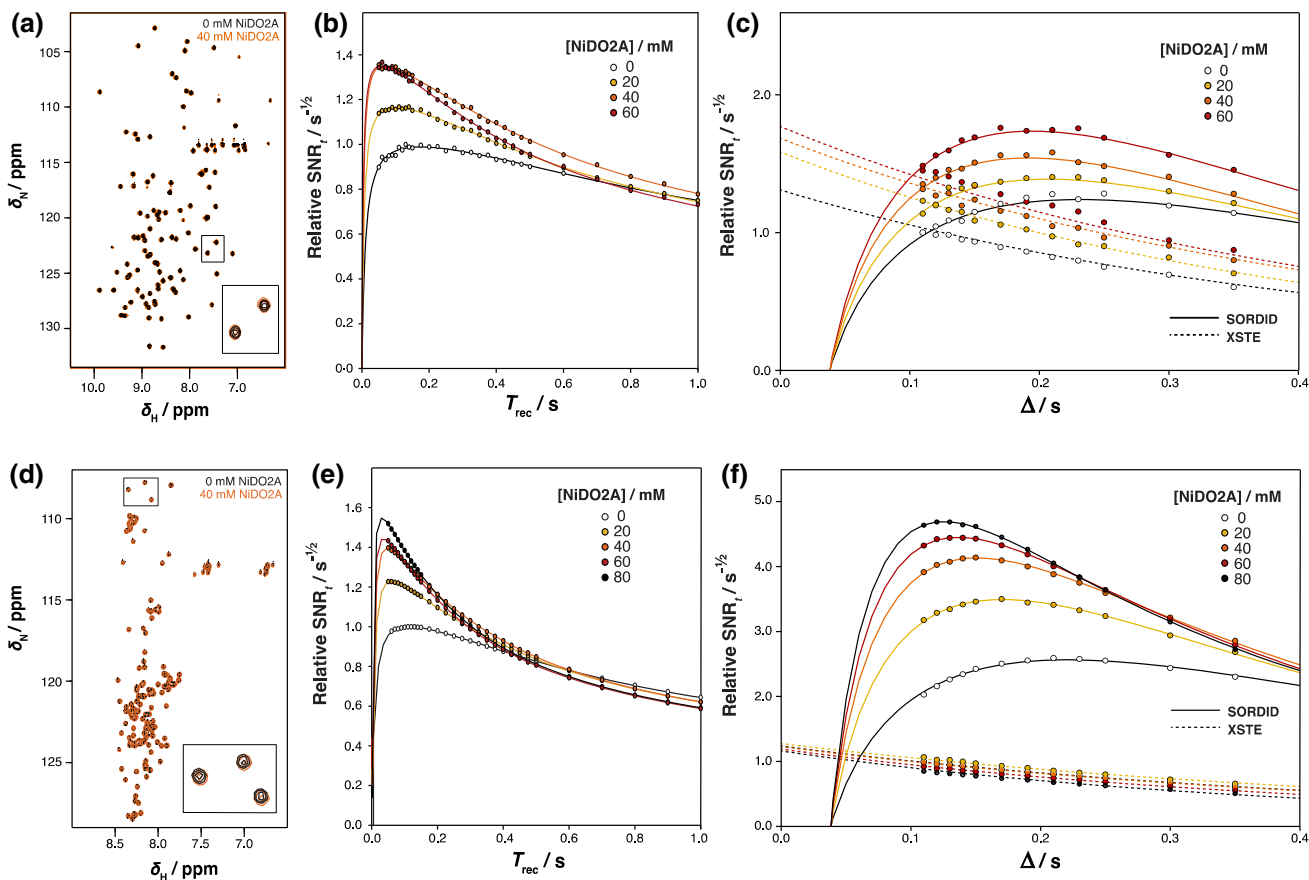 (a)
0 mM NiDO2A
40 mM NiDO2A
105
110
115
120
125
130
δN / ppm
10.0 9.0 8.0 7.0
δH / ppm
(b)
[NiDO2A] / mM
0
20
40
60
1.4
1.2
1.0
0.8
0.6
0.4
0.2
0.0
Relative SNRt / s-½
0.0 0.2 0.4 0.6 0.8 1.0
Trec / s
(c)
[NiDO2A] / mM
0
20
40
60
2.0
1.0
0
Relative SNRt / s-½
SORDID
XSTE
0.0 0.1 0.2 0.3 0.4
Δ / s
(d)
0 mM NiDO2A
40 mM NiDO2A
110
115
120
125
δN / ppm
8.5 8.0 7.5 7.0
δH / ppm
(e)
[NiDO2A] / mM
0
20
40
60
80
1.6
1.4
1.2
1.0
0.8
0.6
0.4
0.2
0.0
Relative SNRt / s-½
0.0 0.2 0.4 0.6 0.8 1.0
Trec / s
(f)
[NiDO2A] / mM
0
20
40
60
80
5.0
4.0
3.0
2.0
1.0
0.0
Relative SNRt / s-½
SORDID
XSTE
0.0 0.1 0.2 0.3 0.4
Δ / s